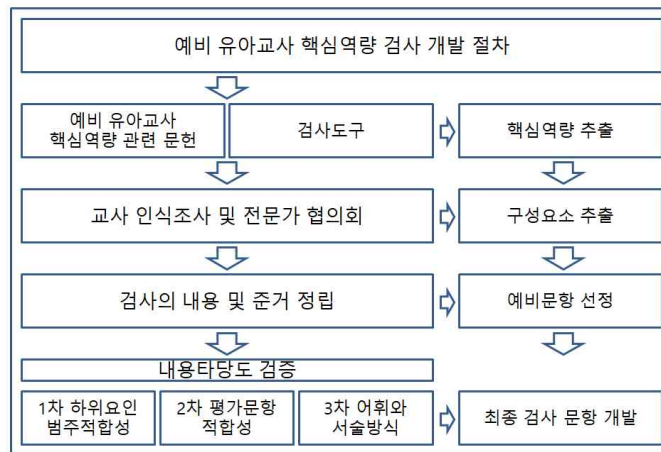 예비 유아교사 핵심역량 검사 개발 절차
예비 유아교사
핵심역량 관련 문헌
검사도구
핵심역량 추출
교사 인식조사 및 전문가 협의회
구성요소 추출
검사의 내용 및 준거 정립
예비문항 선정
내용타당도 검증
1차 하위요인
범주적합성
2차 평가문항
적합성
3차 어휘와
서술방식
최종 검사 문항 개발